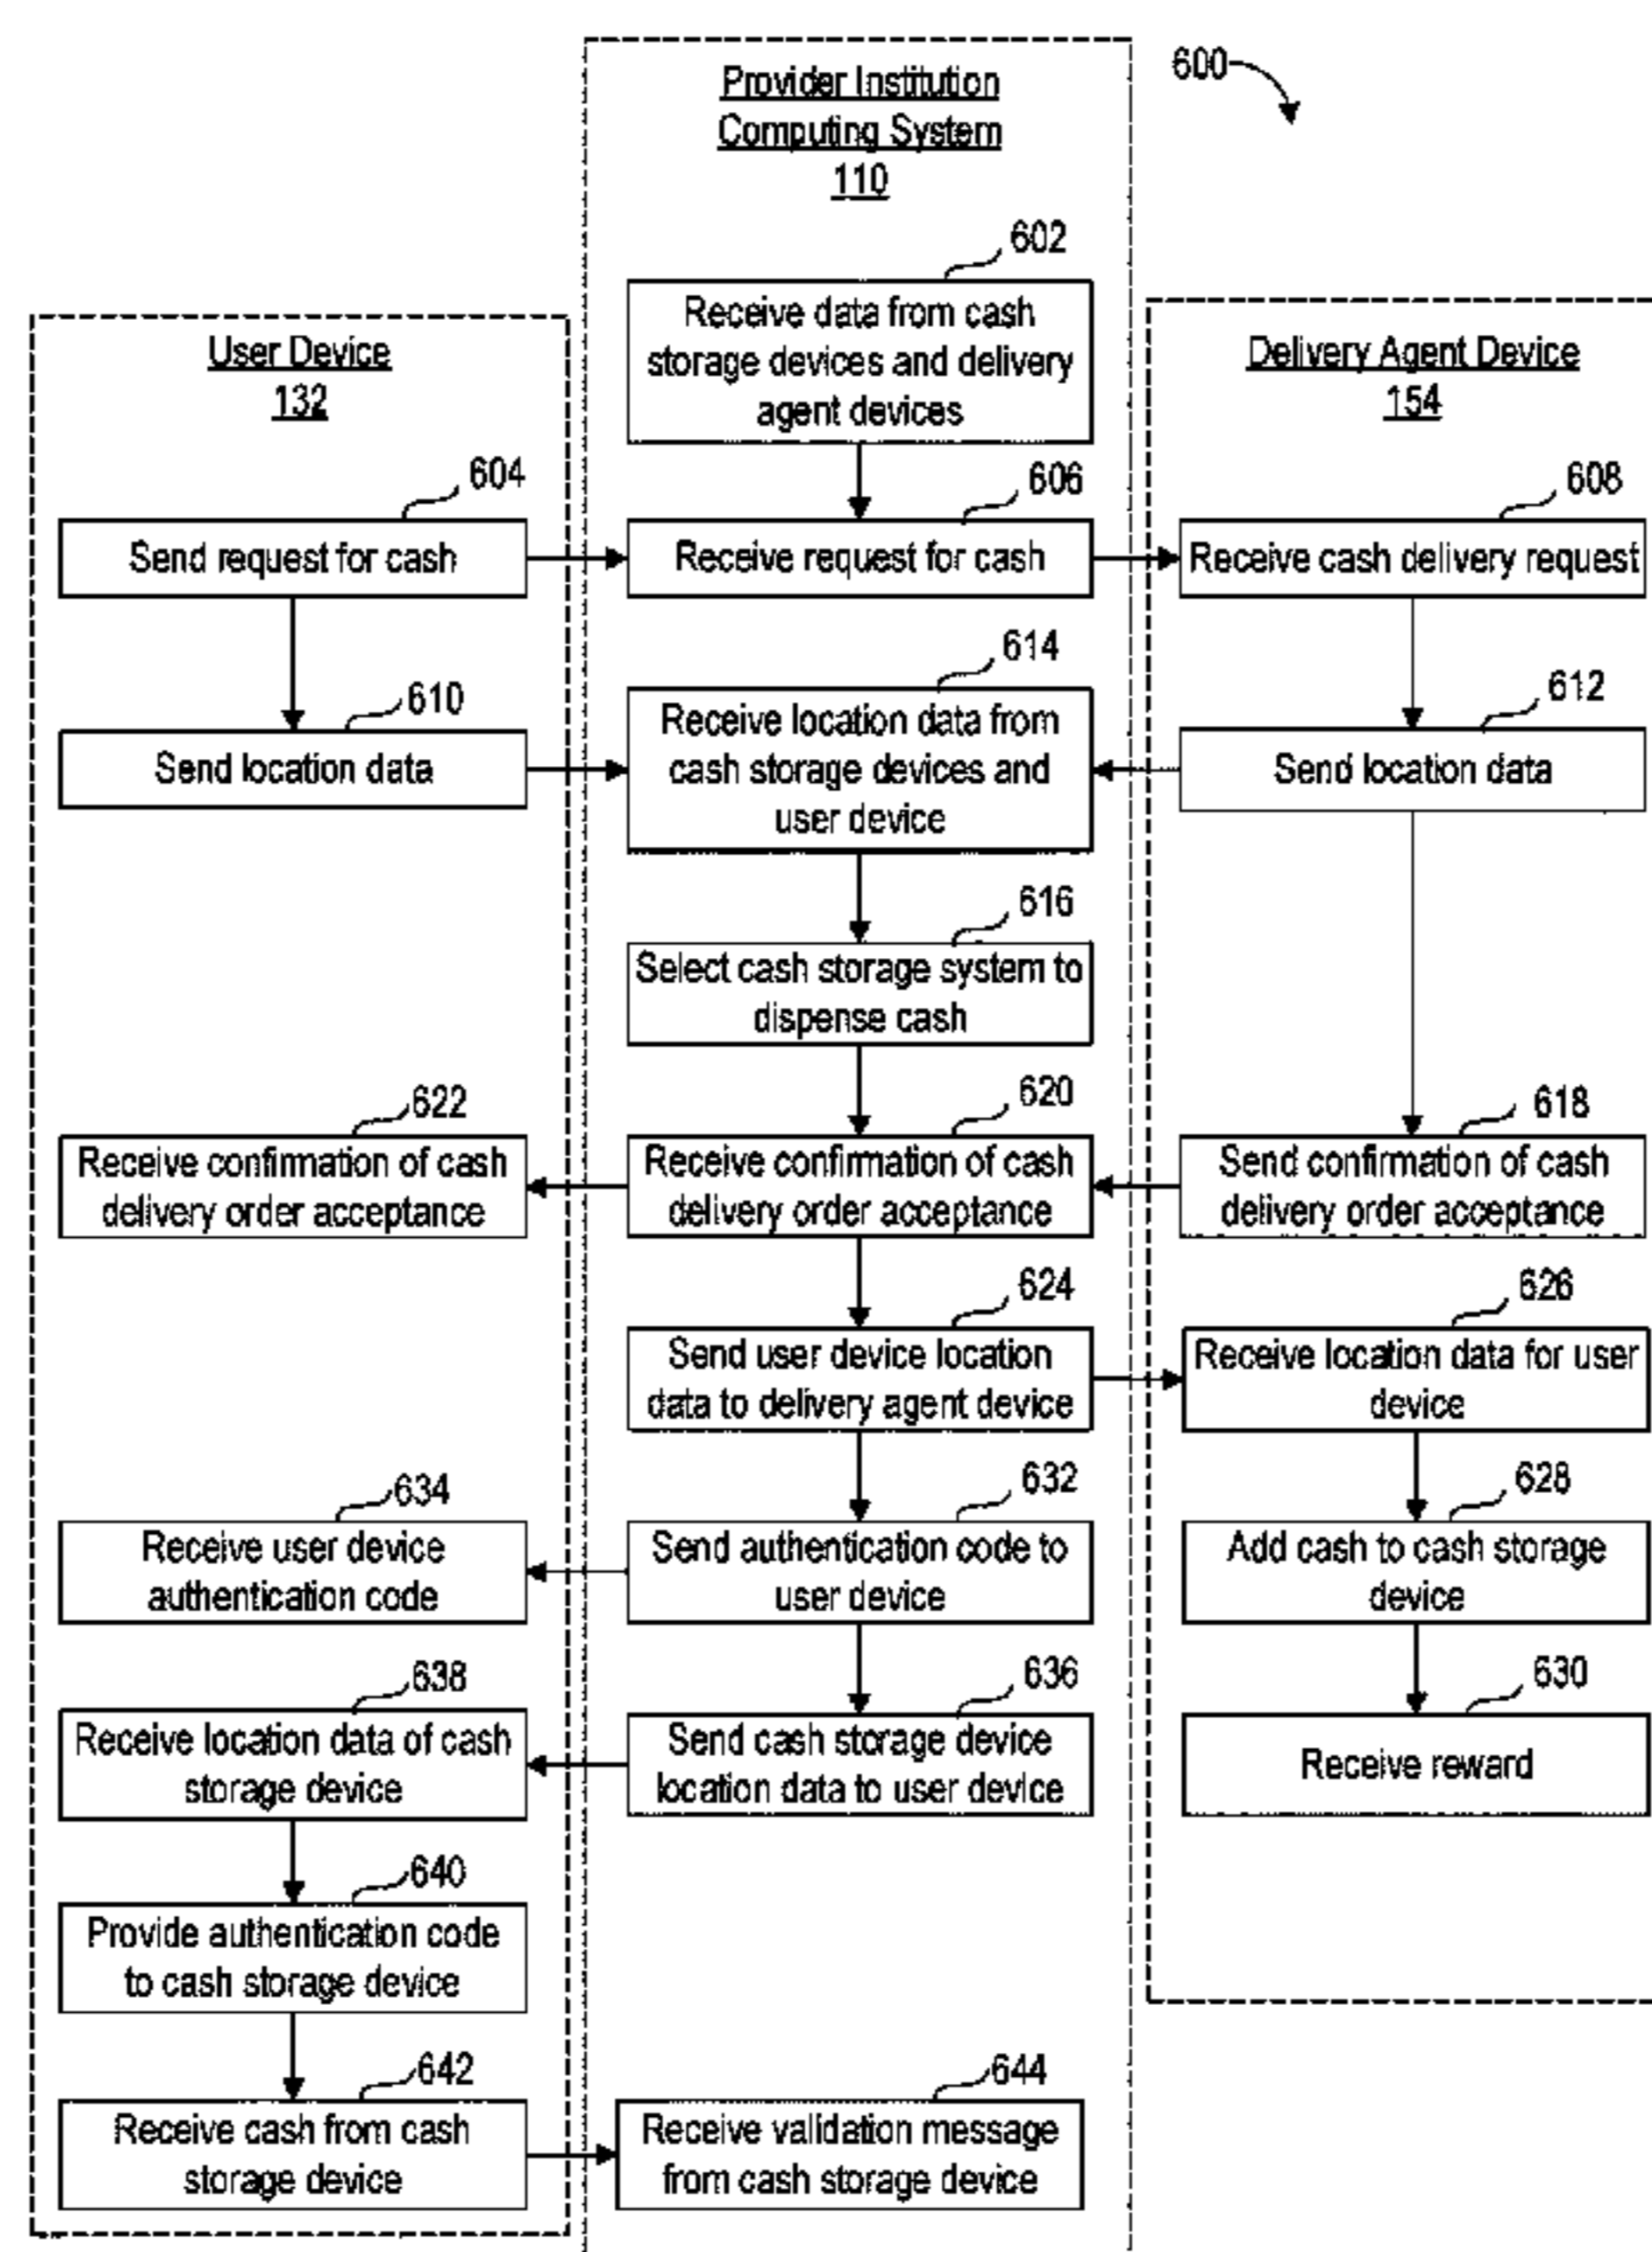 600
Provider Institution
Computing System
110
602
Receive data from cash
storage devices and delivery
agent devices
User Device
132
Delivery Agent Device
154
604
Send request for cash
606
Receive request for cash
608
Receive cash delivery request
610
Send location data
614
Receive location data from
cash storage devices and
user device
612
Send location data
616
Select cash storage system to
dispense cash
622
Receive confirmation of cash
delivery order acceptance
620
Receive confirmation of cash
delivery order acceptance
618
Send confirmation of cash
delivery order acceptance
624
Send user device location
data to delivery agent device
626
Receive location data for user
device
634
Receive user device
authentication code
632
Send authentication code to
user device
628
Add cash to cash storage
device
638
Receive location data of cash
storage device
636
Send cash storage device
location data to user device
630
Receive reward
640
Provide authentication code
to cash storage device
642
Receive cash from cash
storage device
644
Receive validation message
from cash storage device